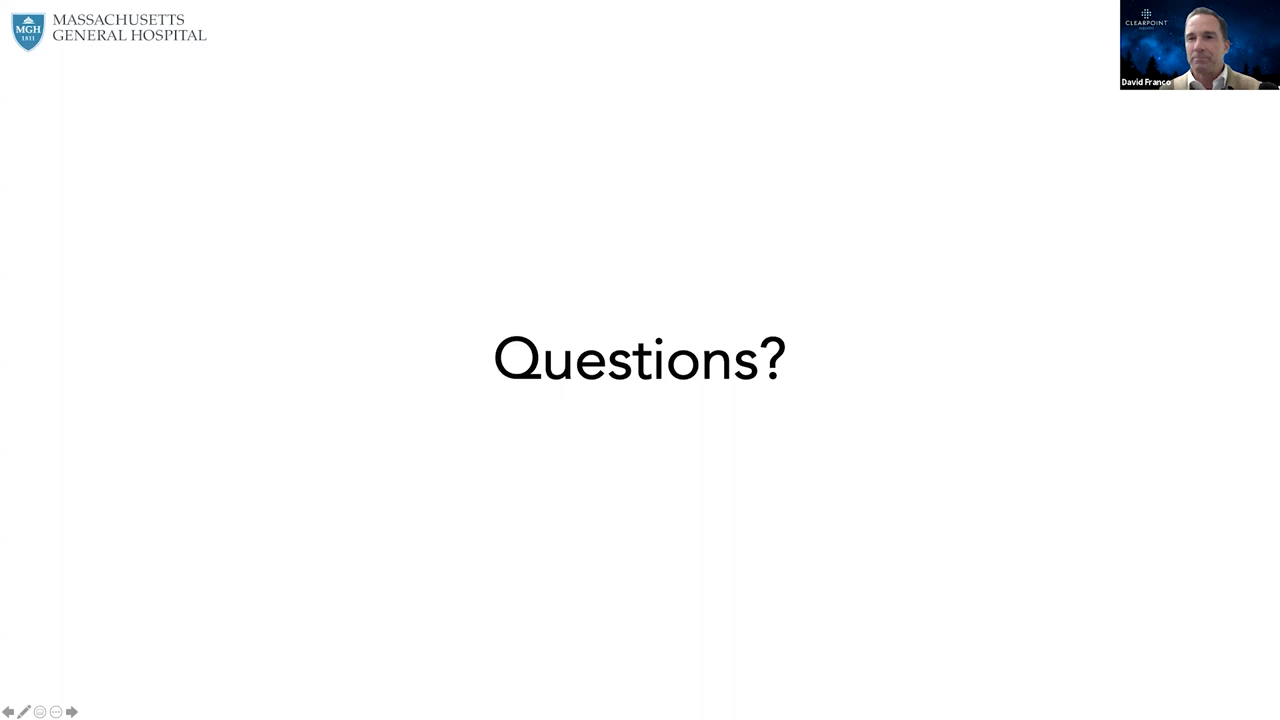 MASSACHUSETTS
GENERAL HOSPITAL
MGH
1811
CLEARPOINT
David Franco
Questions?